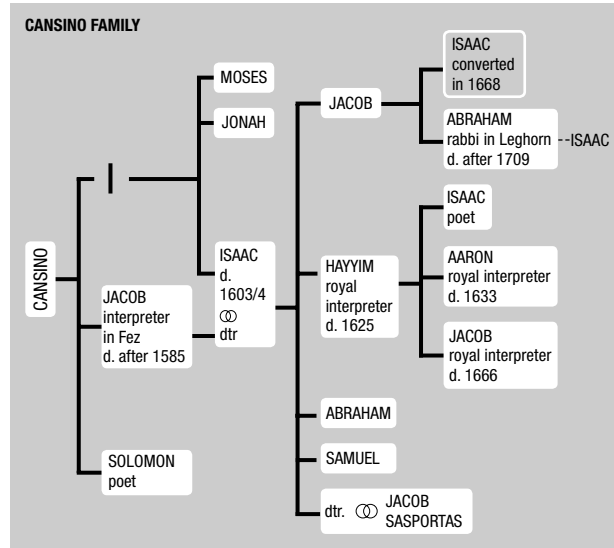 CANSINO FAMILY
CANSINO
JACOB
interpreter
in Fez
d. after 1585
SOLOMON
poet
MOSES
JONAH
ISAAC
d.
1603/4
dtr
JACOB
HAYYIM
royal
interpreter
d. 1625
ABRAHAM
SAMUEL
dtr. JACOB
SASPORTAS
ISAAC
converted
in 1668
ABRAHAM
rabbi in Leghorn
d. after 1709
--ISAAC
ISAAC
poet
AARON
royal interpreter
d. 1633
JACOB
royal interpreter
d. 1666